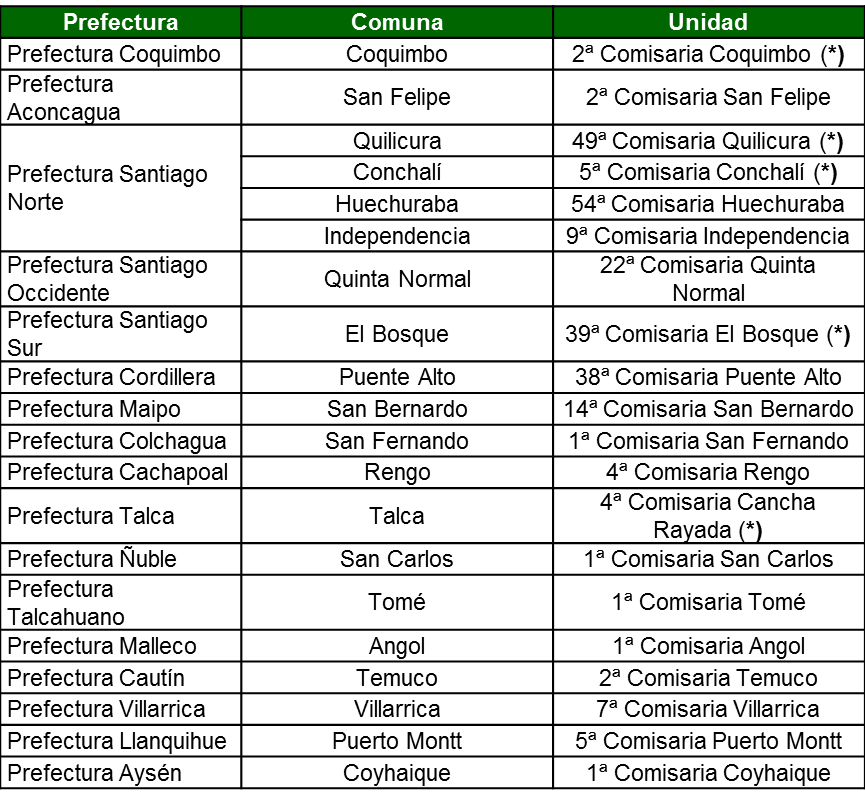 Prefectura Comuna Unidad
Prefectura Coquimbo Coquimbo 2ª Comisaria Coquimbo (*)
Prefectura
Aconcagua San Felipe 2ª Comisaria San Felipe
Prefectura Santiago
Norte
Quilicura 49ª Comisaria Quilicura (*)
Conchalí 5ª Comisaria Conchalí (*)
Huechuraba 54ª Comisaria Huechuraba
Independencia 9ª Comisaria Independencia
Prefectura Santiago
Occidente
Quinta Normal
22ª Comisaria Quinta
Normal
Prefectura Santiago
Sur
El Bosque 39ª Comisaria El Bosque (*)
Prefectura Cordillera Puente Alto 38ª Comisaria Puente Alto
Prefectura Maipo San Bernardo 14ª Comisaria San Bernardo
Prefectura Colchagua San Fernando 1ª Comisaria San Fernando
Prefectura Cachapoal Rengo 4ª Comisaria Rengo
Prefectura Talca Talca
4ª Comisaria Cancha
Rayada (*)
Prefectura Ñuble San Carlos 1ª Comisaria San Carlos
Prefectura
Talcahuano
Tomé 1ª Comisaria Tomé
Prefectura Malleco Angol 1ª Comisaria Angol
Prefectura Cautín Temuco 2ª Comisaria Temuco
Prefectura Villarrica Villarrica 7ª Comisaria Villarrica
Prefectura Llanquihue Puerto Montt 5ª Comisaria Puerto Montt
Prefectura Aysén Coyhaique 1ª Comisaria Coyhaique